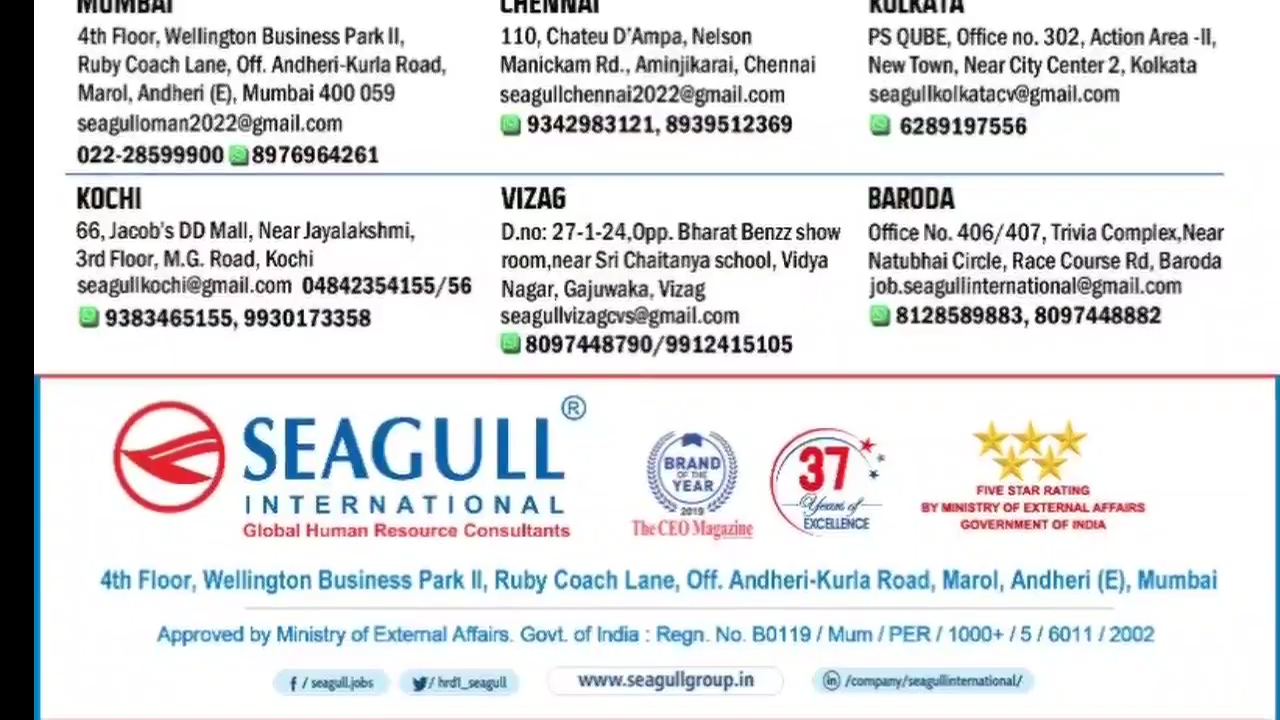 MUMBAI
4th Floor, Wellington Business Park II,
Ruby Coach Lane, Off. Andheri-Kurla Road,
Marol, Andheri (E), Mumbai 400 059
seagulloman2022@gmail.com
022-28599900 8976964261
CHENNAI
110, Chateu D'Ampa, Nelson
Manickam Rd., Aminjikarai, Chennai
seagullchennai2022@gmail.com
9342983121, 8939512369
KOLKATA
PS QUBE, Office no. 302, Action Area -II,
New Town, Near City Center 2, Kolkata
seagullkolkatacv@gmail.com
6289197556
KOCHI
66, Jacob's DD Mall, Near Jayalakshmi,
3rd Floor, M.G. Road, Kochi
seagullkochi@gmail.com 04842354155/56
9383465155, 9930173358
VIZAG
D.no: 27-1-24,Opp. Bharat Benzz show
room,near Sri Chaitanya school, Vidya
Nagar, Gajuwaka, Vizag
seagullvizagcvs@gmail.com
8097448790/9912415105
BARODA
Office No. 406/407, Trivia Complex,Near
Natubhai Circle, Race Course Rd, Baroda
job.seagullinternational@gmail.com
8128589883, 8097448882
SEAGULL ®
INTERNATIONAL
Global Human Resource Consultants
BRAND
OF THE
YEAR
2019
The CEO Magazine
37
Years of
EXCELLENCE
FIVE STAR RATING
BY MINISTRY OF EXTERNAL AFFAIRS
GOVERNMENT OF INDIA
4th Floor, Wellington Business Park II, Ruby Coach Lane, Off. Andheri-Kurla Road, Marol, Andheri (E), Mumbai
Approved by Ministry of External Affairs. Govt. of India : Regn. No. B0119 / Mum / PER / 1000+ / 5 / 6011 / 2002
f / seagull.jobs
/ hrd1_seagull
www.seagullgroup.in
in /company/seagullinternational/